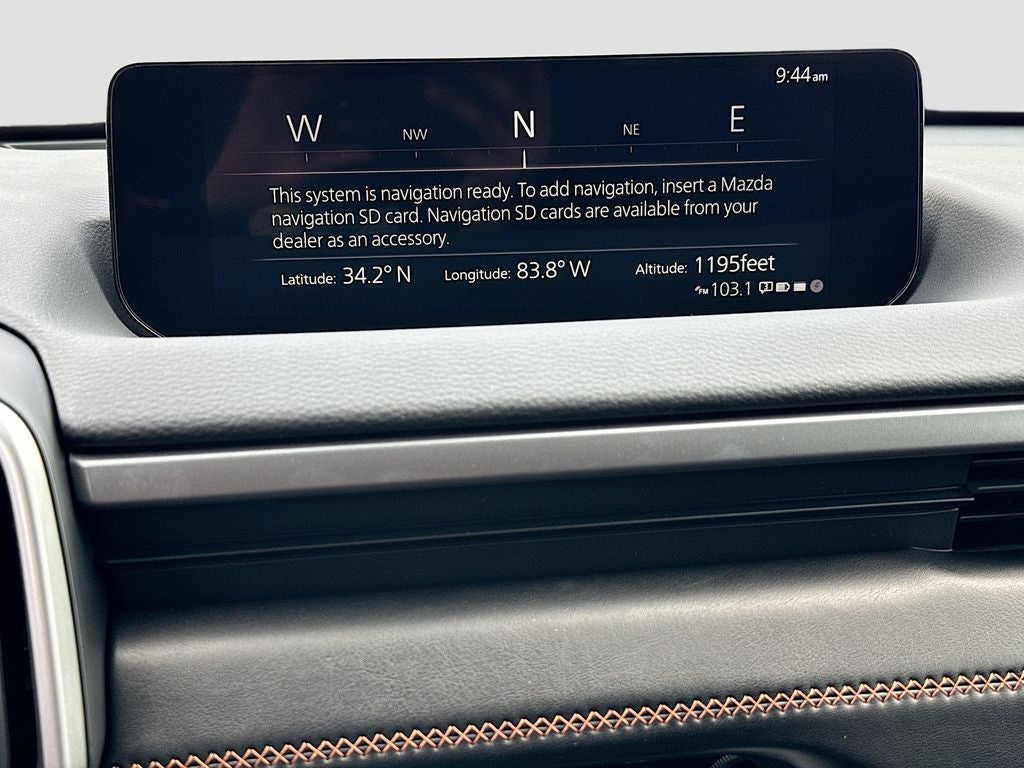 9:44am
W NW N NE E
This system is navigation ready. To add navigation, insert a Mazda
navigation SD card. Navigation SD cards are available from your
dealer as an accessory.
Latitude: 34.2° N Longitude: 83.8° W Altitude: 1195feet
FM 103.1